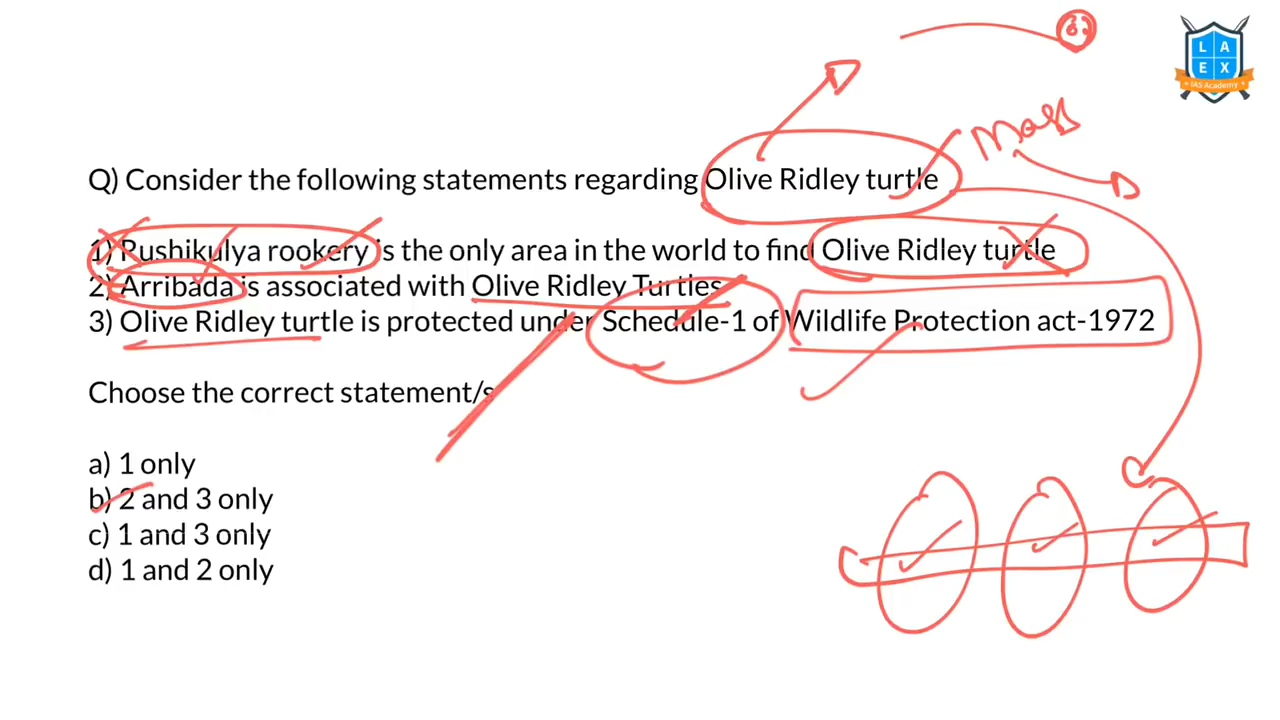 L A
E X
IAS Academy
Mass
Q) Consider the following statements regarding Olive Ridley turtle
1) Rushikulya rookery is the only area in the world to find Olive Ridley turtle
2) Arribada is associated with Olive Ridley Turtles
3) Olive Ridley turtle is protected under Schedule-1 of Wildlife Protection act-1972
Choose the correct statement/s
a) 1 only
b) 2 and 3 only
c) 1 and 3 only
d) 1 and 2 only